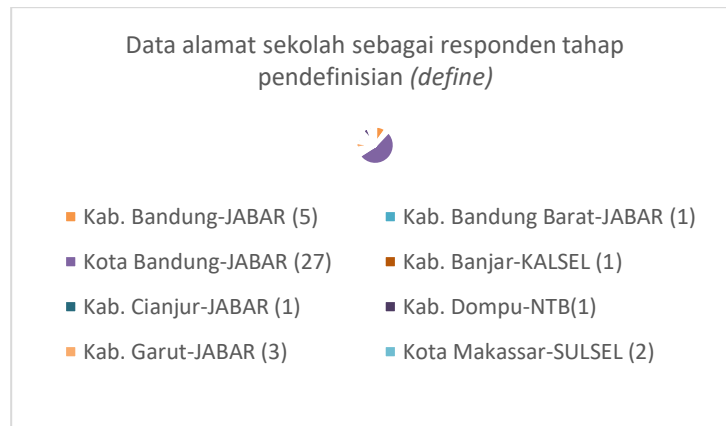 Data alamat sekolah sebagai responden tahap
pendefinisian (define)
Kab. Bandung-JABAR (5)
Kab. Bandung Barat-JABAR (1)
Kota Bandung-JABAR (27)
Kab. Banjar-KALSEL (1)
Kab. Cianjur-JABAR (1)
Kab. Dompu-NTB(1)
Kab. Garut-JABAR (3)
Kota Makassar-SULSEL (2)